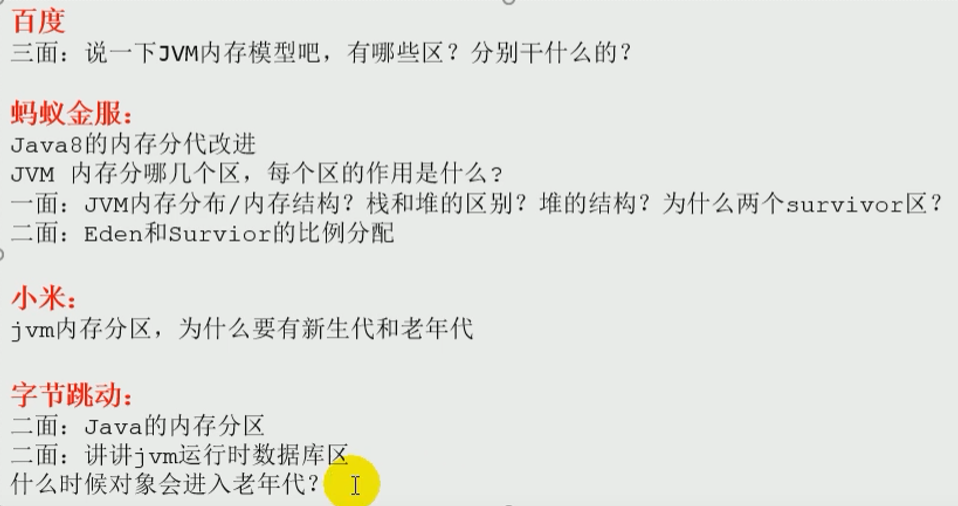 百度
三面：说一下JVM内存模型吧，有哪些区？分别干什么的？
蚂蚁金服：
Java8的内存分代改进
JVM 内存分哪几个区，每个区的作用是什么?
一面：JVM内存分布/内存结构？栈和堆的区别？堆的结构？为什么两个survivor区？
二面：Eden和Survior的比例分配
小米：
jvm内存分区，为什么要有新生代和老年代
字节跳动：
二面：Java的内存分区
二面：讲讲jvm运行时数据库区
什么时候对象会进入老年代？